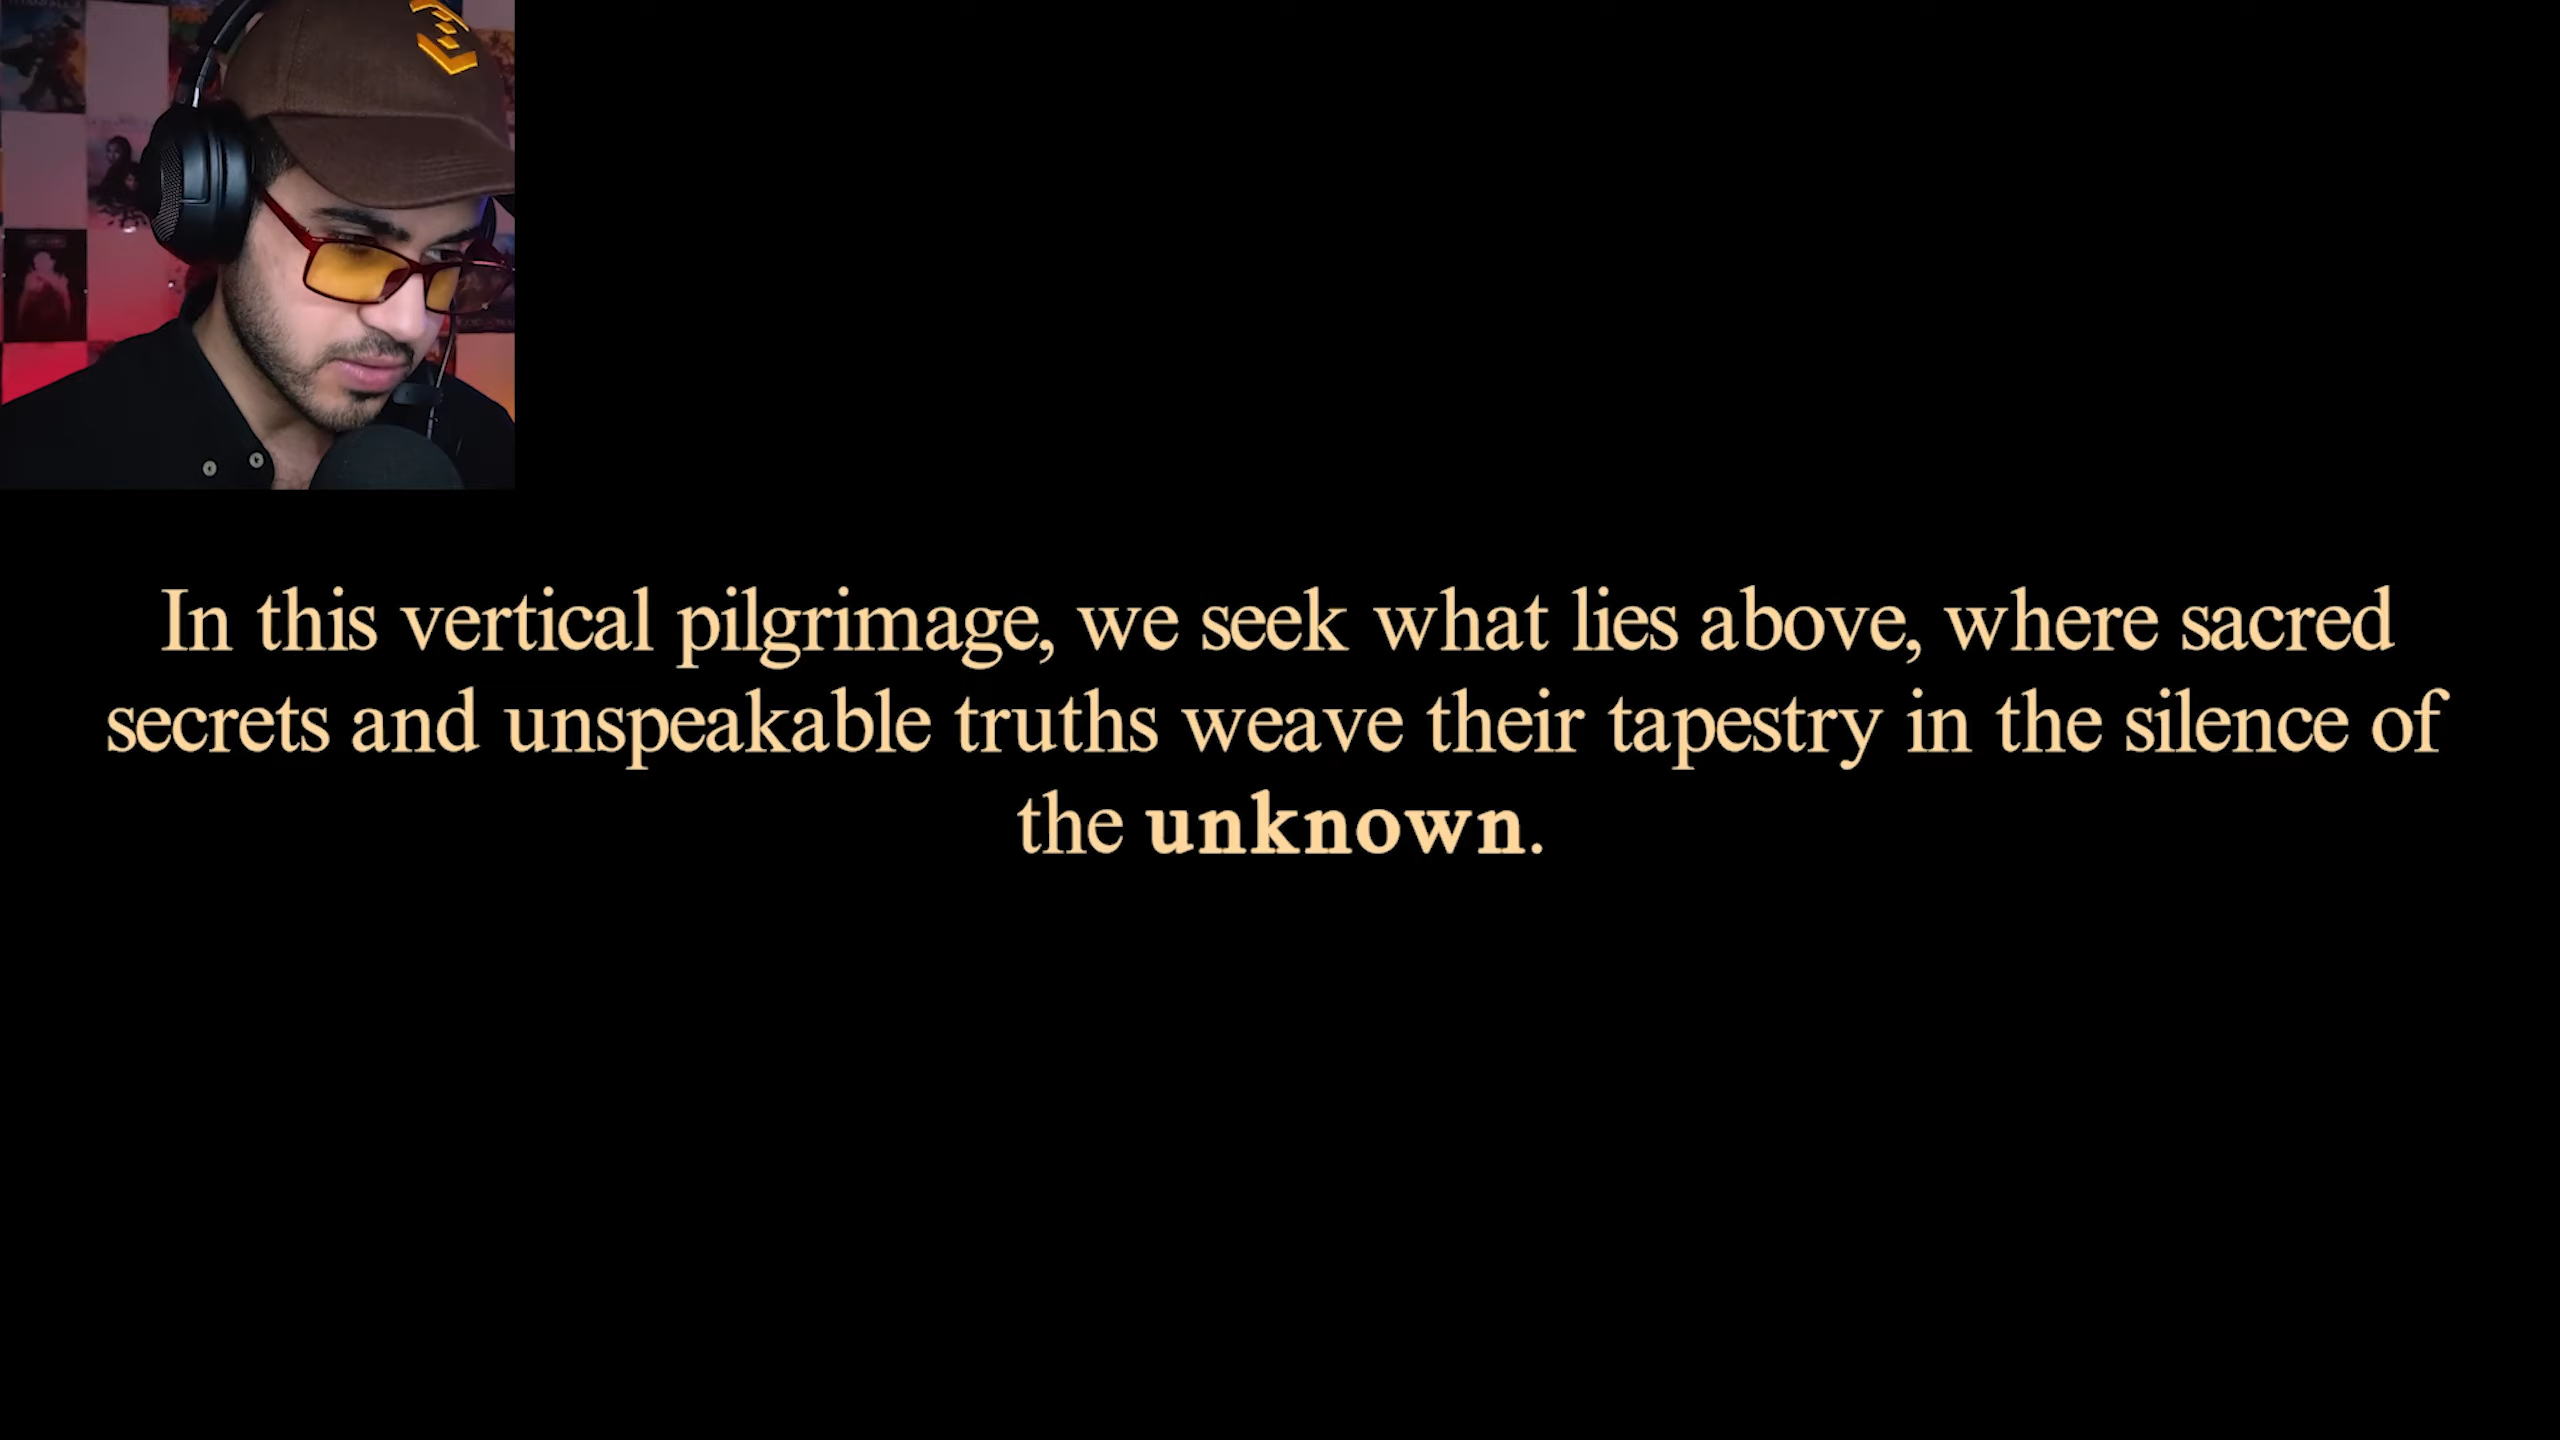 In this vertical pilgrimage, we seek what lies above, where sacred
secrets and unspeakable truths weave their tapestry in the silence of
the unknown.